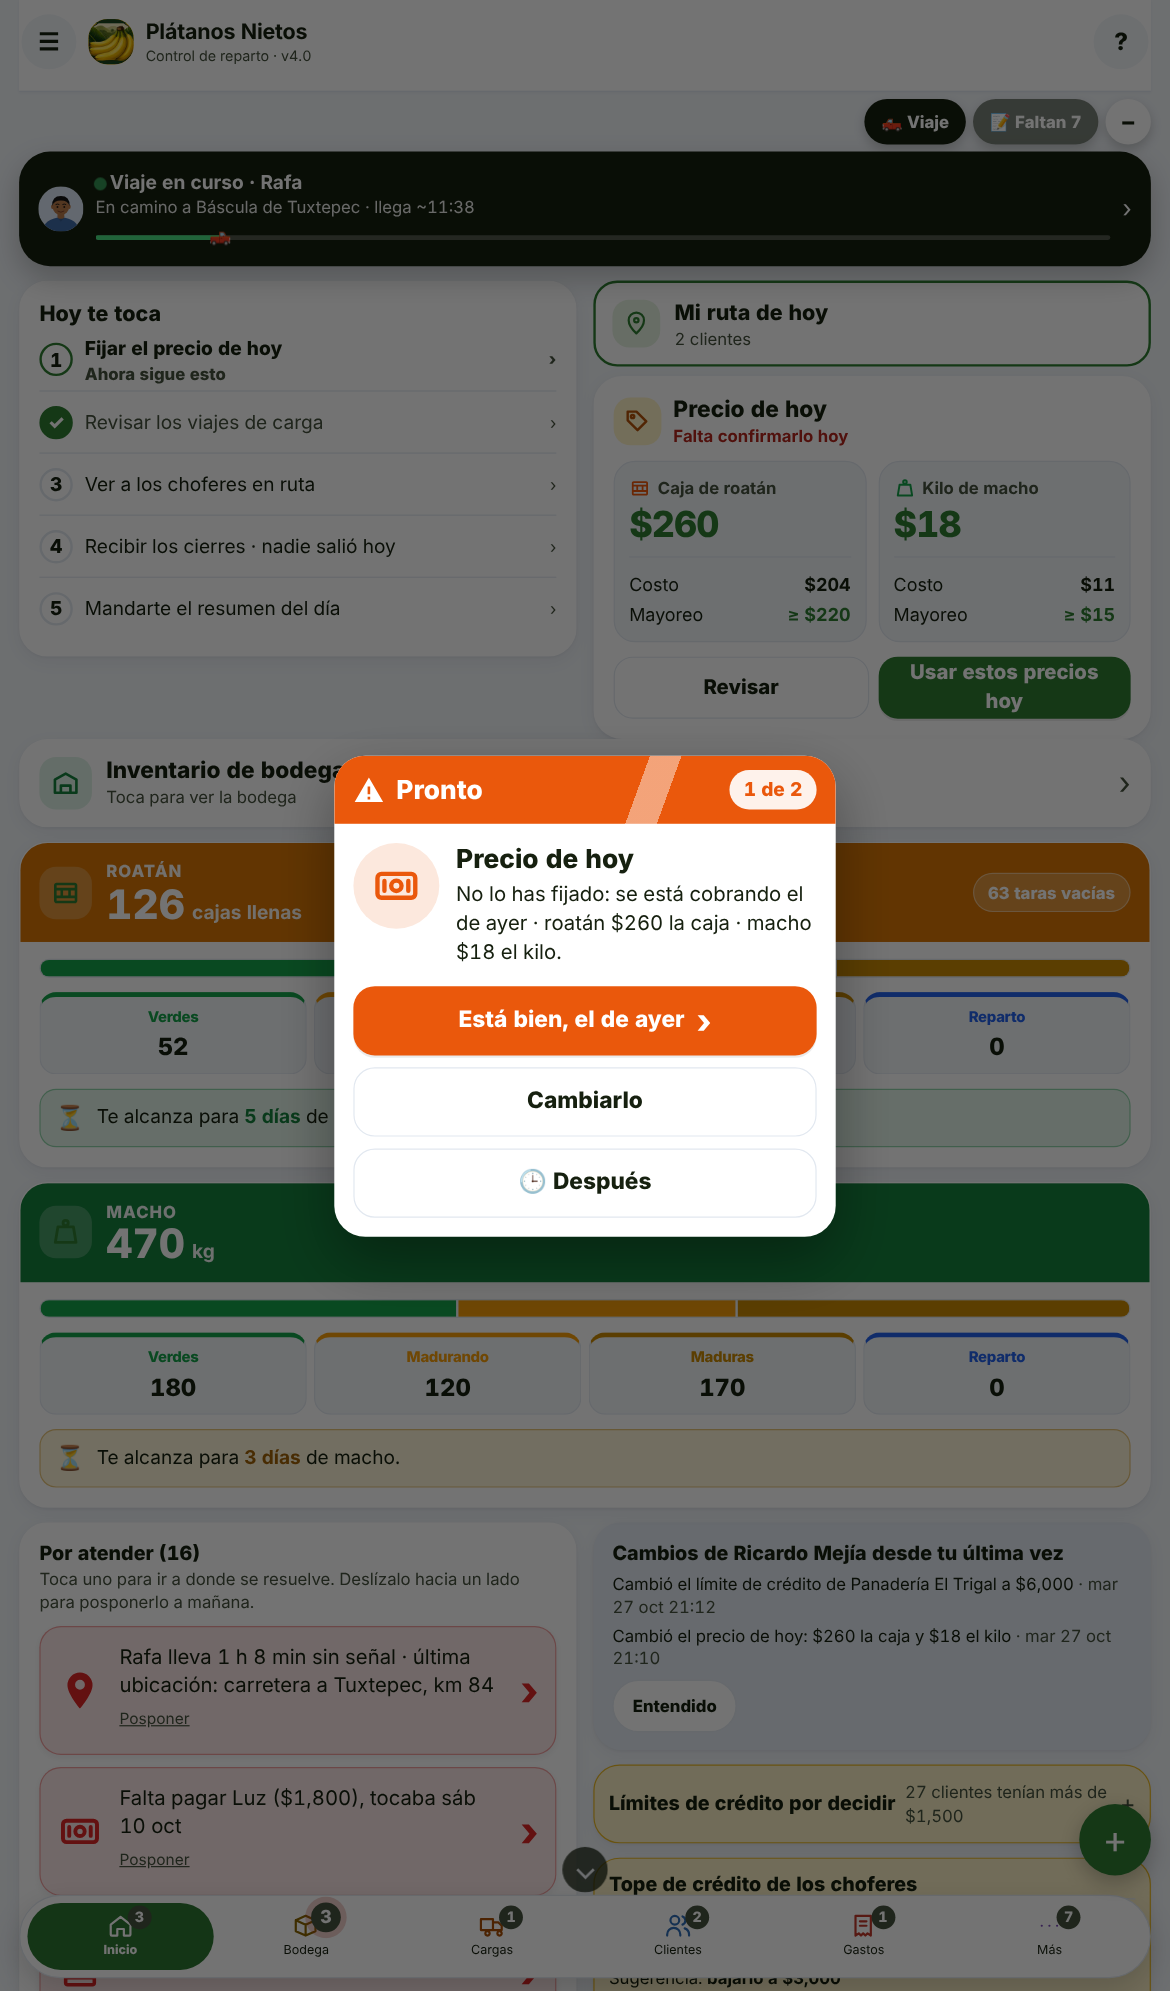 Plátanos Nietos
Control de reparto · v4.0
?
🛻 Viaje
📝 Faltan 7
−
Viaje en curso · Rafa
En camino a Báscula de Tuxtepec · llega ~11:38
Hoy te toca
1 Fijar el precio de hoy
Ahora sigue esto
Revisar los viajes de carga
3 Ver a los choferes en ruta
4 Recibir los cierres · nadie salió hoy
5 Mandarte el resumen del día
Mi ruta de hoy
2 clientes
Precio de hoy
Falta confirmarlo hoy
Caja de roatán
$260
Costo $204
Mayoreo ≥ $220
Kilo de macho
$18
Costo $11
Mayoreo ≥ $15
Revisar
Usar estos precios
hoy
Inventario de bodega
Toca para ver la bodega
Pronto
1 de 2
Precio de hoy
No lo has fijado: se está cobrando el
de ayer · roatán $260 la caja · macho
$18 el kilo.
Está bien, el de ayer
Cambiarlo
🕒 Después
ROATÁN
126 cajas llenas
63 taras vacías
Verdes
52
Reparto
0
Te alcanza para 5 días de
MACHO
470 kg
Verdes
180
Madurando
120
Maduras
170
Reparto
0
Te alcanza para 3 días de macho.
Por atender (16)
Toca uno para ir a donde se resuelve. Deslízalo hacia un lado
para posponerlo a mañana.
Rafa lleva 1 h 8 min sin señal · última
ubicación: carretera a Tuxtepec, km 84
Posponer
Falta pagar Luz ($1,800), tocaba sáb
10 oct
Posponer
Cambios de Ricardo Mejía desde tu última vez
Cambió el límite de crédito de Panadería El Trigal a $6,000 · mar
27 oct 21:12
Cambió el precio de hoy: $260 la caja y $18 el kilo · mar 27 oct
21:10
Entendido
Límites de crédito por decidir
27 clientes tenían más de
$1,500
+
Tope de crédito de los choferes
Sugerencia: bajarlo a $3,000
Inicio 3
Bodega 3
Cargas 1
Clientes 2
Gastos 1
Más 7